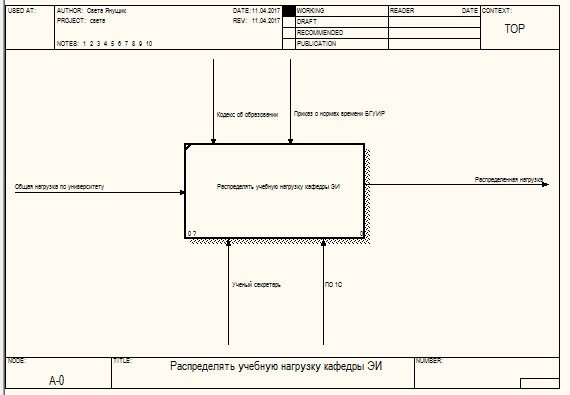 USED AT: AUTHOR: Света Янущик DATE: 11.04.2017 WORKING READER DATE CONTEXT:
PROJECT: света REV: 11.04.2017 DRAFT TOP
RECOMMENDED
NOTES: 1 2 3 4 5 6 7 8 9 10 PUBLICATION
Кодекс об образовании Приказ о нормах времени БГУИР
Общая нагрузка по университету Распределять учебную нагрузку кафедры ЭИ Распределенная нагрузка
0 ? 0
Ученый секретарь ПО 1С
NODE: TITLE: NUMBER:
A-0 Распределять учебную нагрузку кафедры ЭИ